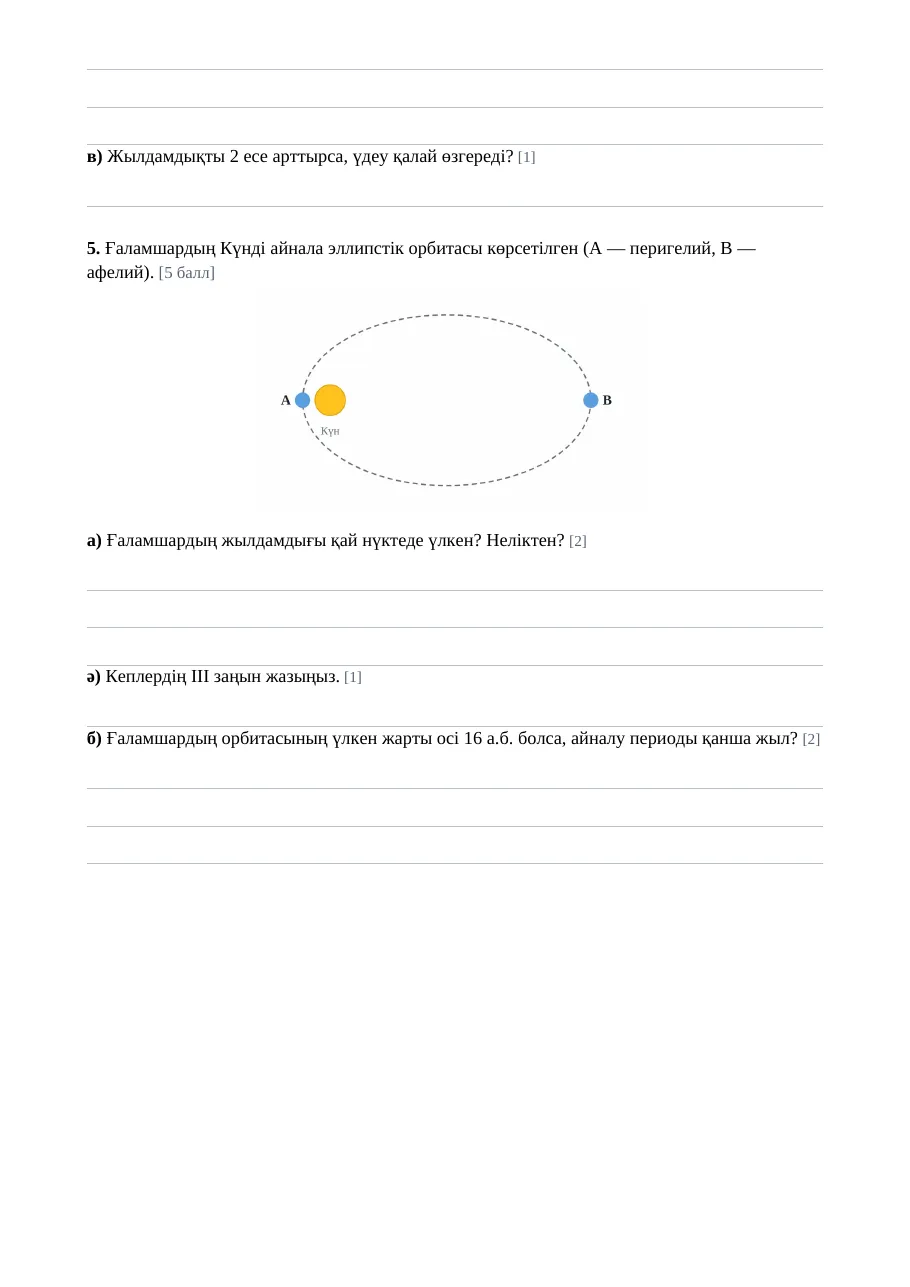 в) Жылдамдықты 2 есе арттырса, үдеу қалай өзгереді? [1]
5. Ғаламшардың Күнді айнала эллипстік орбитасы көрсетілген (А — перигелий, В —
афелий). [5 балл]
A
B
Күн
а) Ғаламшардың жылдамдығы қай нүктеде үлкен? Неліктен? [2]
ә) Кеплердің III заңын жазыңыз. [1]
б) Ғаламшардың орбитасының үлкен жарты осі 16 а.б. болса, айналу периоды қанша жыл? [2]